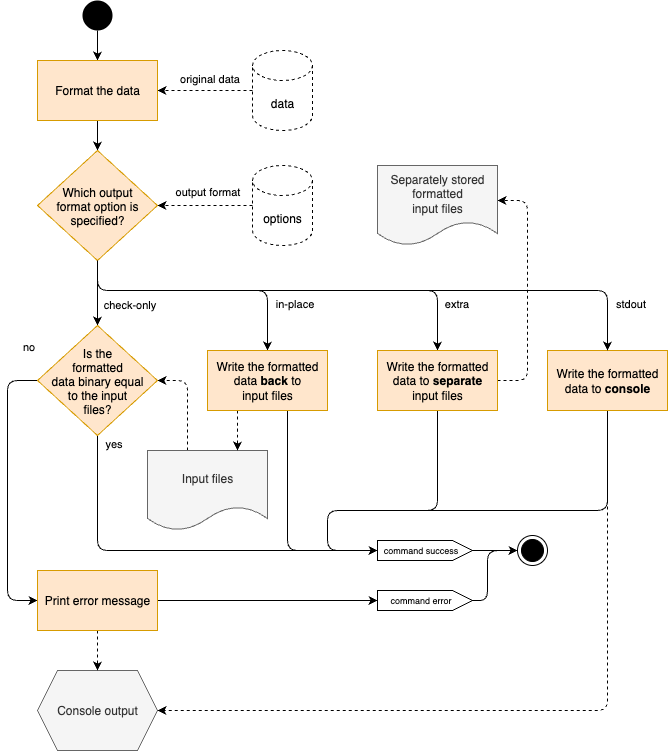 Format the data
original data
data
Which output
format option is
specified?
output format
options
Separately stored
formatted
input files
check-only
in-place
extra
stdout
no
Is the
formatted
data binary equal
to the input
files?
Write the formatted
data back to
input files
Write the formatted
data to separate
input files
Write the formatted
data to console
yes
Input files
command success
Print error message
command error
Console output